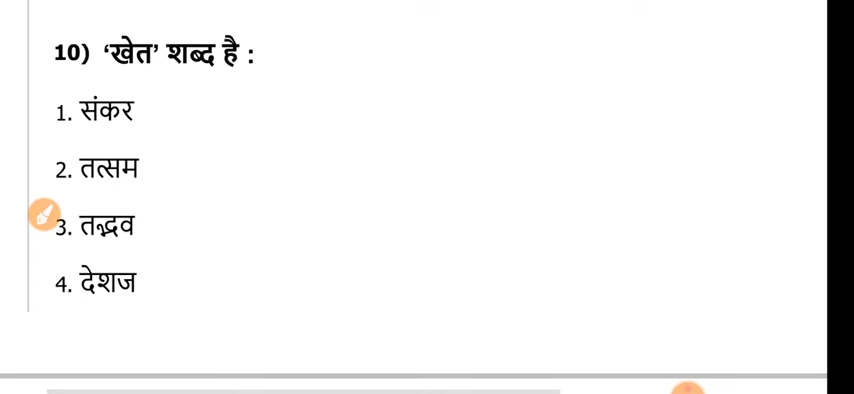 10) ‘खेत’ शब्द है :
1. संकर
2. तत्सम
3. तद्भव
4. देशज